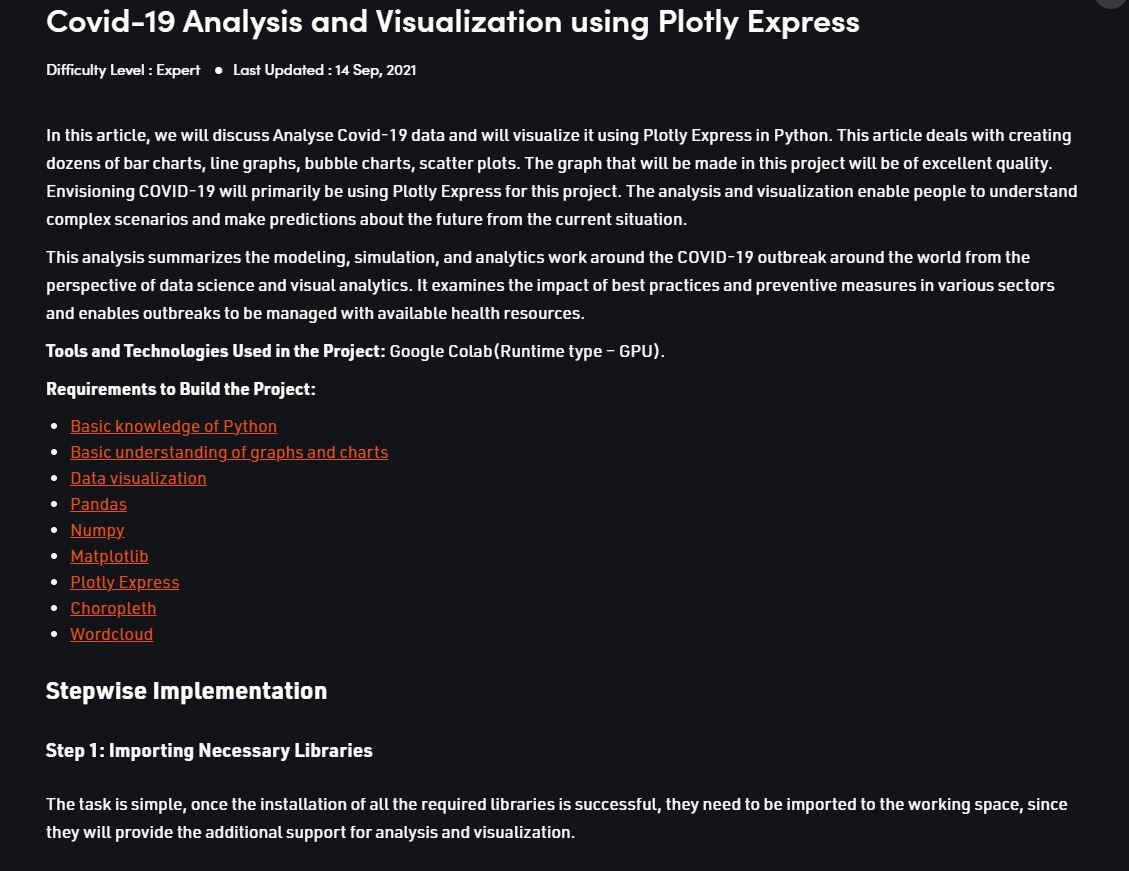 Covid-19 Analysis and Visualization using Plotly Express
Difficulty Level : Expert ● Last Updated : 14 Sep, 2021
In this article, we will discuss Analyse Covid-19 data and will visualize it using Plotly Express in Python. This article deals with creating
dozens of bar charts, line graphs, bubble charts, scatter plots. The graph that will be made in this project will be of excellent quality.
Envisioning COVID-19 will primarily be using Plotly Express for this project. The analysis and visualization enable people to understand
complex scenarios and make predictions about the future from the current situation.
This analysis summarizes the modeling, simulation, and analytics work around the COVID-19 outbreak around the world from the
perspective of data science and visual analytics. It examines the impact of best practices and preventive measures in various sectors
and enables outbreaks to be managed with available health resources.
Tools and Technologies Used in the Project: Google Colab(Runtime type – GPU).
Requirements to Build the Project:
• Basic knowledge of Python
• Basic understanding of graphs and charts
• Data visualization
• Pandas
• Numpy
• Matplotlib
• Plotly Express
• Choropleth
• Wordcloud
Stepwise Implementation
Step 1: Importing Necessary Libraries
The task is simple, once the installation of all the required libraries is successful, they need to be imported to the working space, since
they will provide the additional support for analysis and visualization.